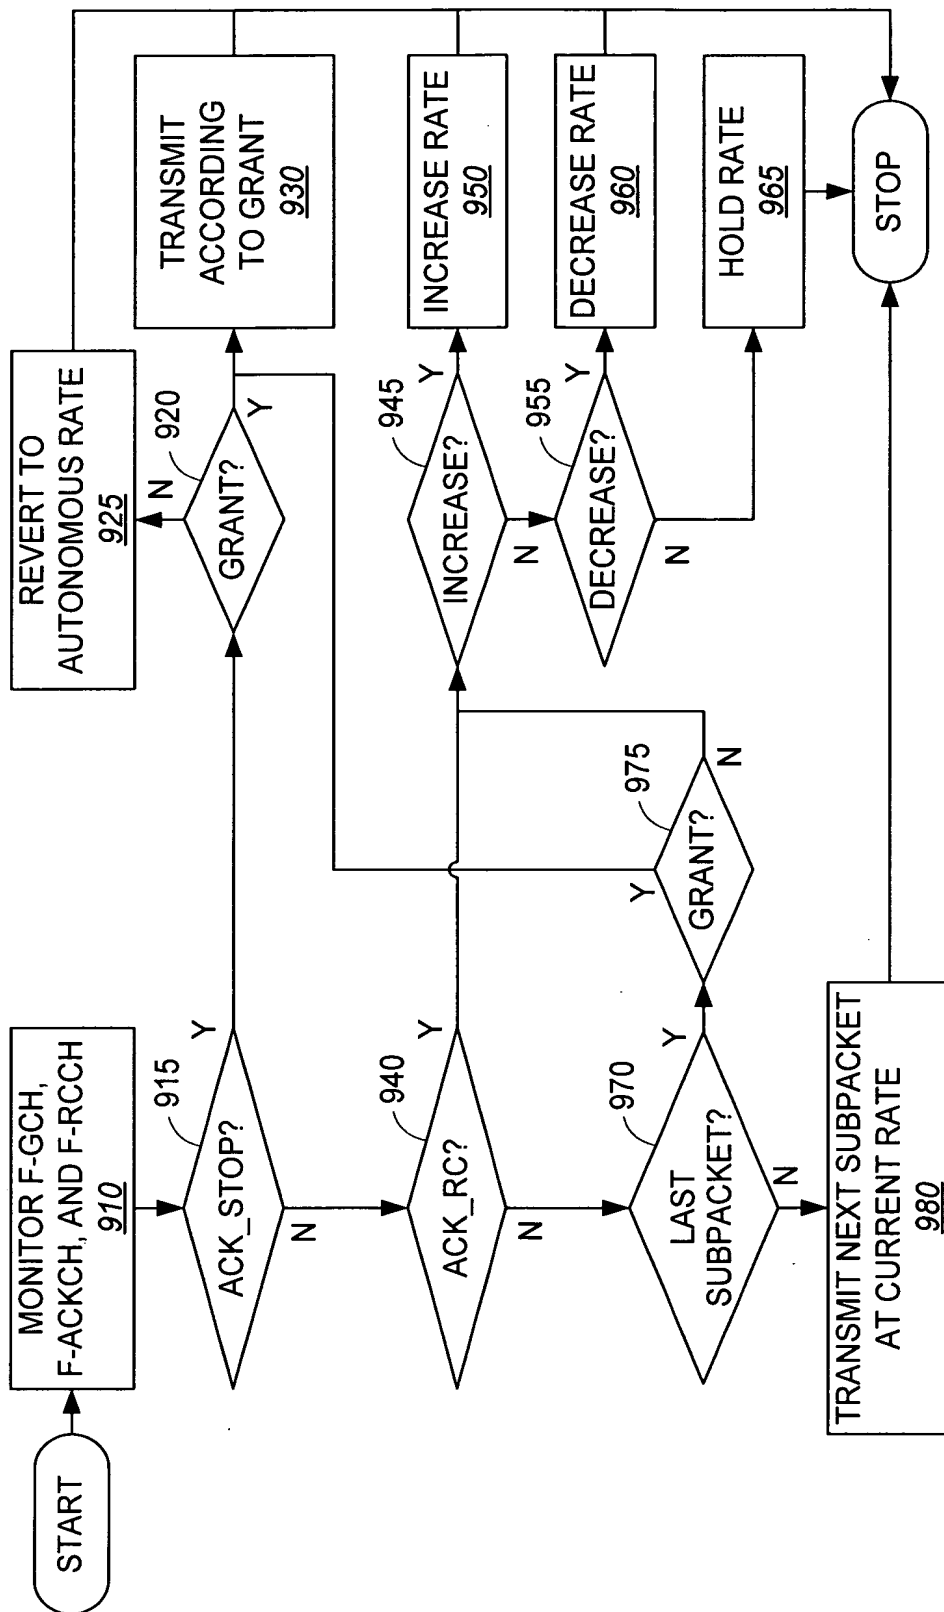 START
MONITOR F-GCH,
F-ACKCH, AND F-RCCH
910
ACK_STOP?
915
Y
N
GRANT?
920
N
Y
REVERT TO
AUTONOMOUS RATE
925
TRANSMIT
ACCORDING
TO GRANT
930
ACK_RC?
940
Y
N
INCREASE?
945
Y
N
INCREASE RATE
950
DECREASE?
955
Y
N
DECREASE RATE
960
HOLD RATE
965
LAST
SUBPACKET?
970
Y
N
GRANT?
975
Y
N
TRANSMIT NEXT SUBPACKET
AT CURRENT RATE
980
STOP